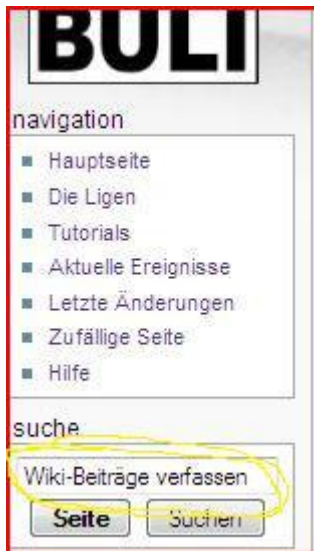 BULI
navigation
Hauptseite
Die Ligen
Tutorials
Aktuelle Ereignisse
Letzte Änderungen
Zufällige Seite
Hilfe
suche
Wiki-Beiträge verfassen
Seite Suchen